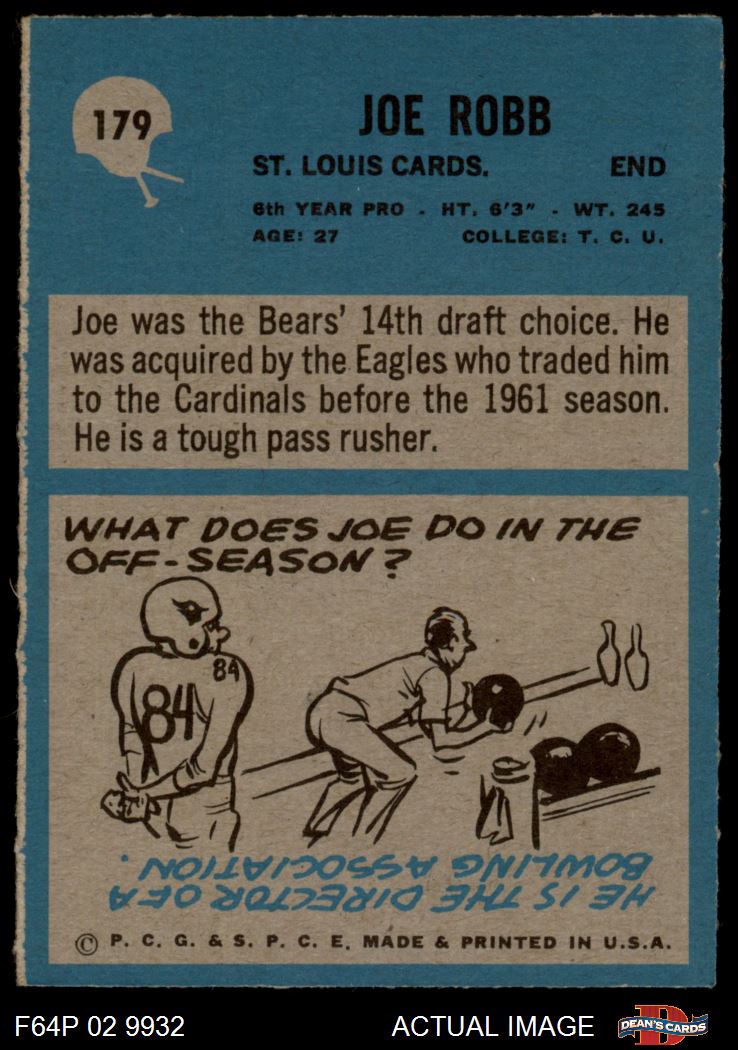 179
JOE ROBB
ST. LOUIS CARDS. END
6th YEAR PRO - HT. 6'3" - WT. 245
AGE: 27 COLLEGE: T. C. U.
Joe was the Bears' 14th draft choice. He
was acquired by the Eagles who traded him
to the Cardinals before the 1961 season.
He is a tough pass rusher.
WHAT DOES JOE DO IN THE
OFF-SEASON?
84
84
HE IS THE DIRECTOR OF A
BOWLING ASSOCIATION.
© P. C. G. & S. P. C. E. MADE & PRINTED IN U.S.A.
F64P 02 9932 ACTUAL IMAGE
D
DEAN'S CARDS